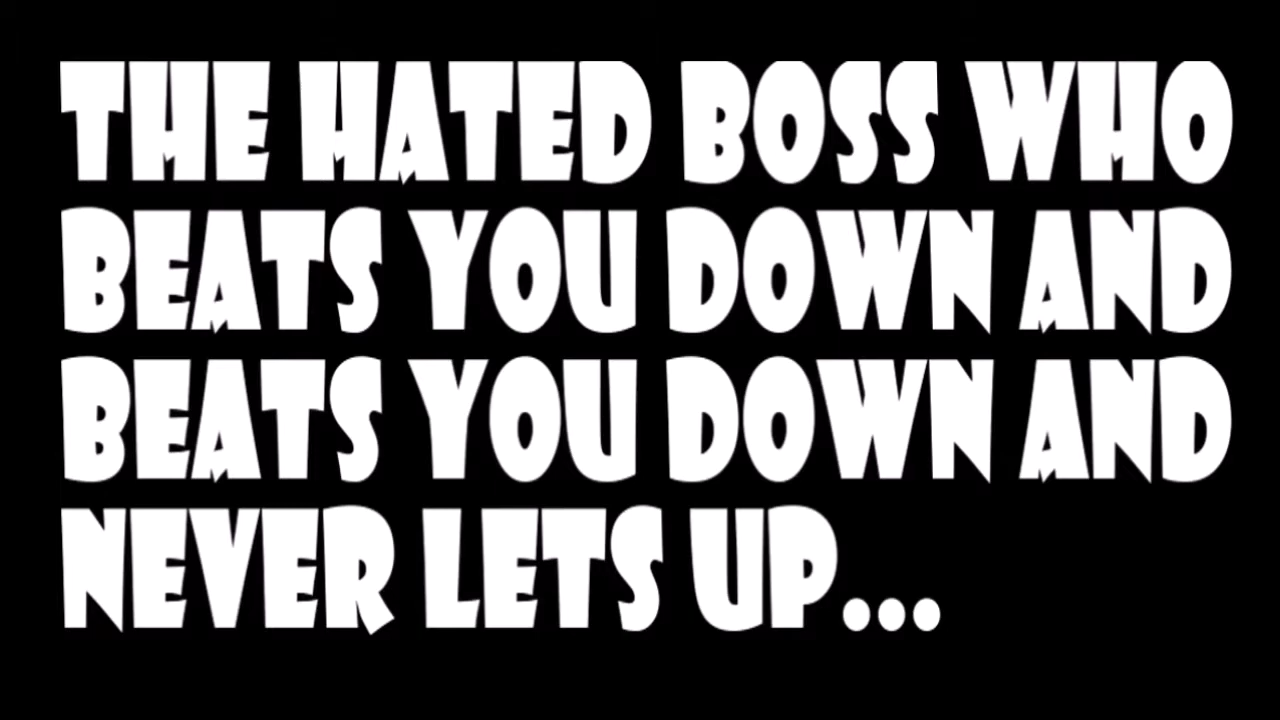 THE HATED BOSS WHO
BEATS YOU DOWN AND
BEATS YOU DOWN AND
NEVER LETS UP...